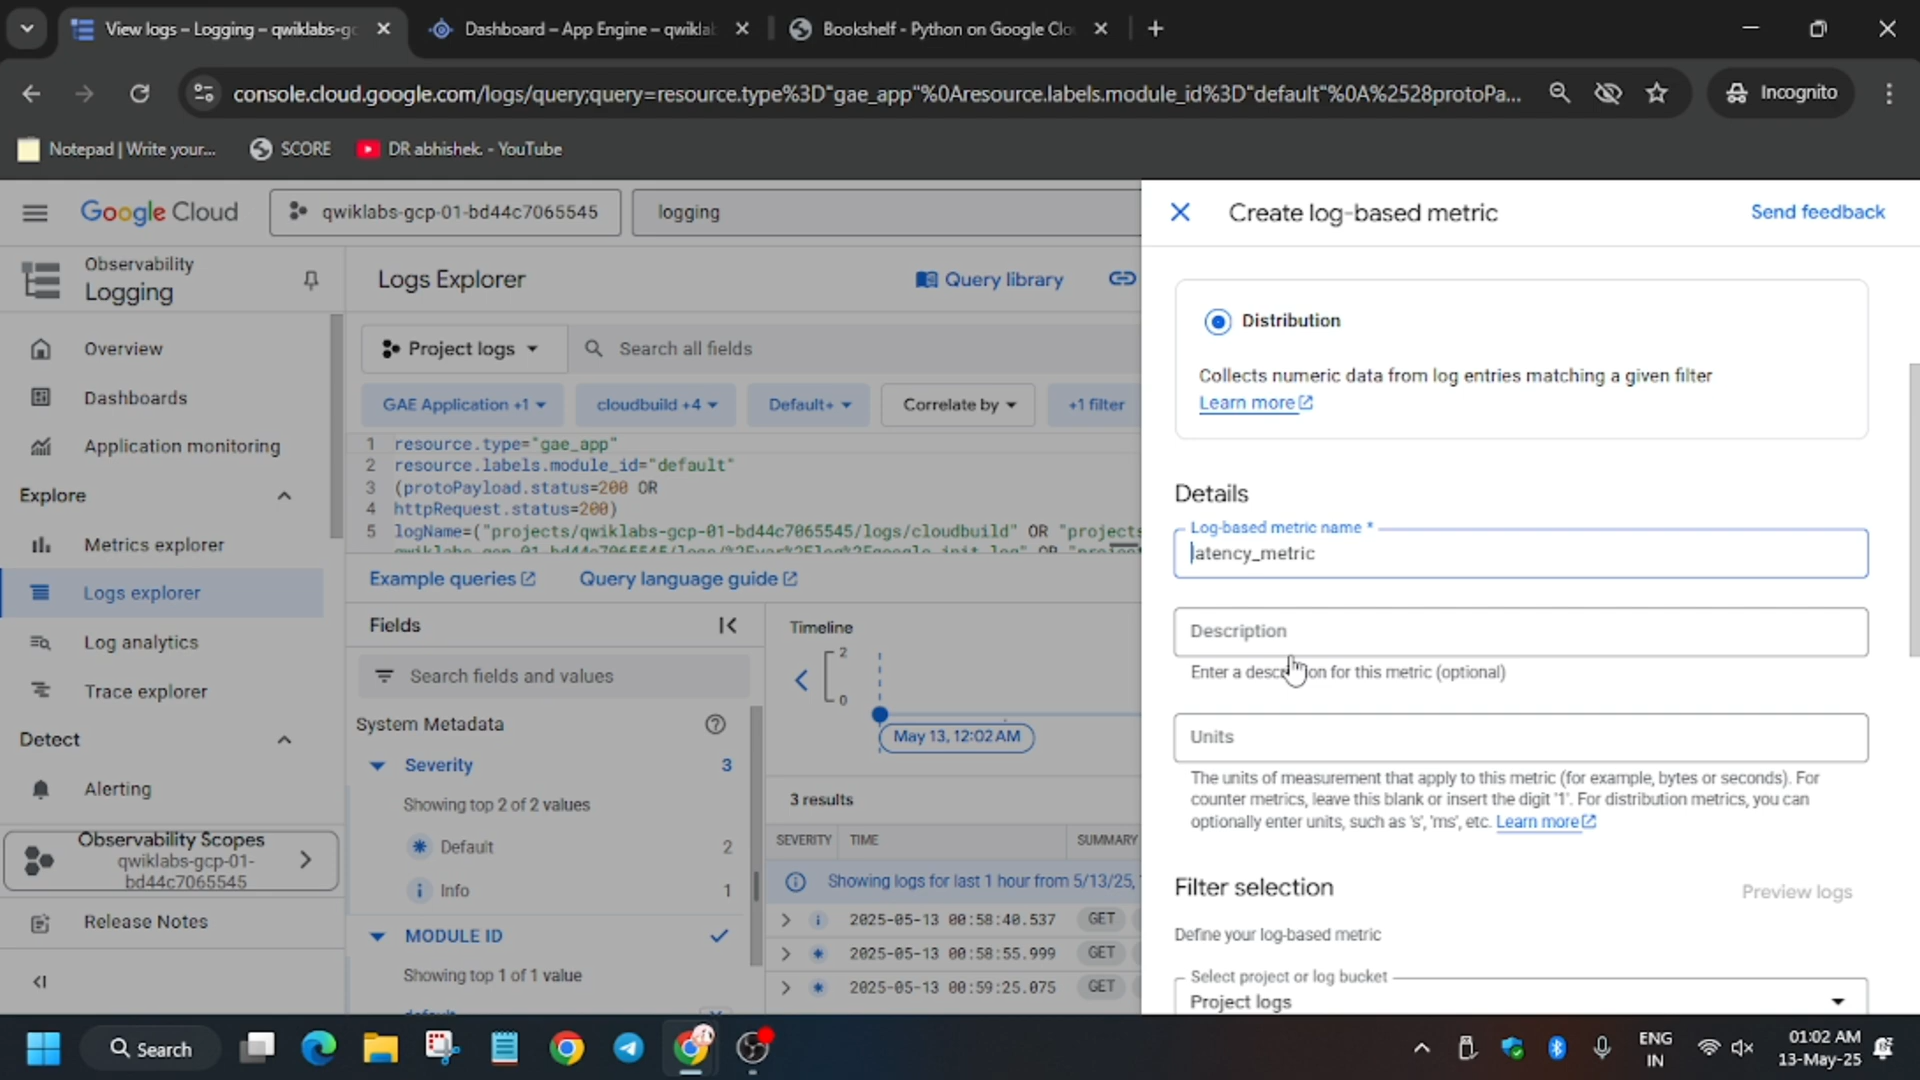 View logs – Logging – qwiklabs-gc
Dashboard – App Engine – qwiklab
Bookshelf - Python on Google Clo
console.cloud.google.com/logs/query;query=resource.type%3D"gae_app"%0Aresource.labels.module_id%3D"default"%0A%2528protoPa...
Incognito
Notepad | Write your...
SCORE
DR abhishek. - YouTube
Google Cloud
qwiklabs-gcp-01-bd44c7065545
logging
Create log-based metric
Send feedback
Observability
Logging
Logs Explorer
Query library
Distribution
Overview
Project logs
Search all fields
Collects numeric data from log entries matching a given filter
Learn more
Dashboards
GAE Application +1
cloudbuild +4
Default+
Correlate by
+1 filter
Application monitoring
1 resource.type="gae_app"
2 resource.labels.module_id="default"
3 (protoPayload.status=200 OR
4 httpRequest.status=200)
5 logName=("projects/qwiklabs-gcp-01-bd44c7065545/logs/cloudbuild" OR "projects
qwiklabs-gcp-01-bd44c7065545/logs/%2Fvar%2Flog%2Fgoogle_init.log" OR "project
Explore
Details
Log-based metric name *
latency_metric
Metrics explorer
Example queries
Query language guide
Logs explorer
Fields
Timeline
Description
Log analytics
2
Search fields and values
Enter a description for this metric (optional)
Trace explorer
0
System Metadata
May 13, 12:02 AM
Units
Detect
Severity
3
The units of measurement that apply to this metric (for example, bytes or seconds). For
counter metrics, leave this blank or insert the digit '1'. For distribution metrics, you can
optionally enter units, such as 's', 'ms', etc. Learn more
Alerting
Showing top 2 of 2 values
3 results
Observability Scopes
qwiklabs-gcp-01-
bd44c7065545
Default
2
SEVERITY
TIME
SUMMARY
Info
1
Showing logs for last 1 hour from 5/13/25,
Filter selection
Preview logs
Release Notes
2025-05-13 00:58:40.537
GET
MODULE ID
Define your log-based metric
2025-05-13 00:58:55.999
GET
Showing top 1 of 1 value
Select project or log bucket
2025-05-13 00:59:25.075
GET
Project logs
default
Search
ENG
IN
01:02 AM
13-May-25